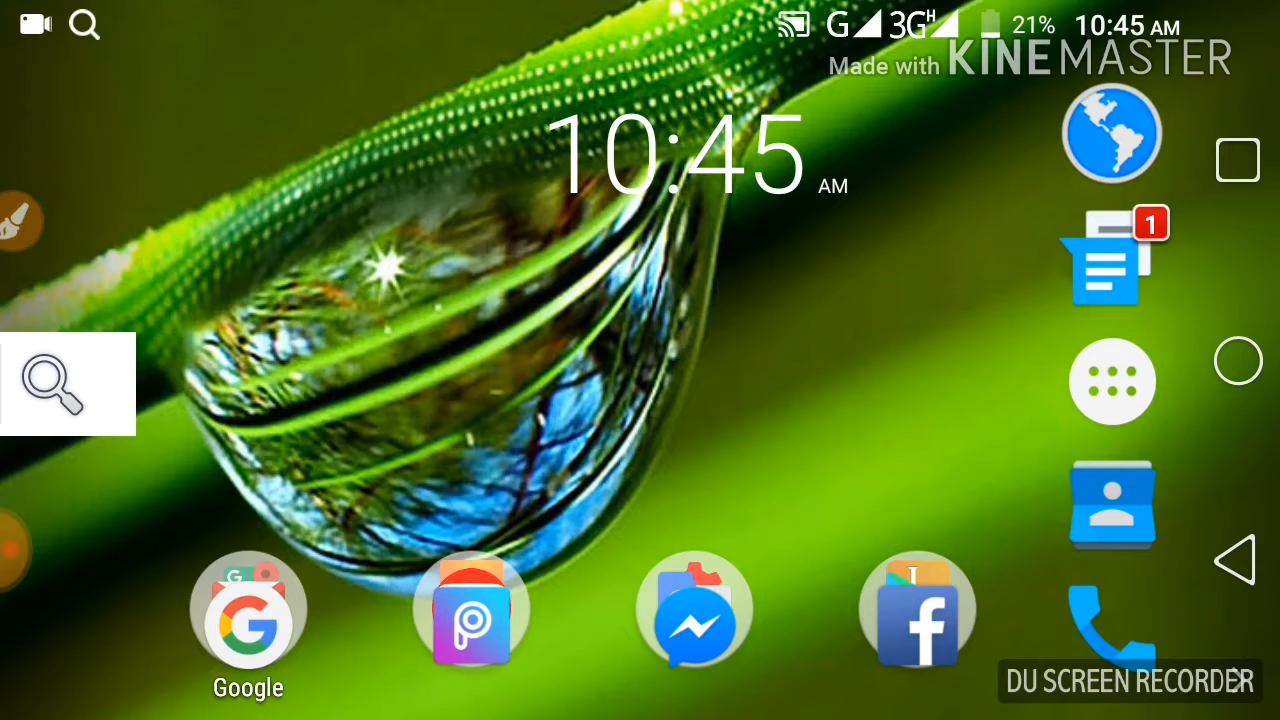 G 3G H 21% 10:45 AM
Made with KINEMASTER
10:45 AM
1
G
G
P
f
Google
DU SCREEN RECORDER